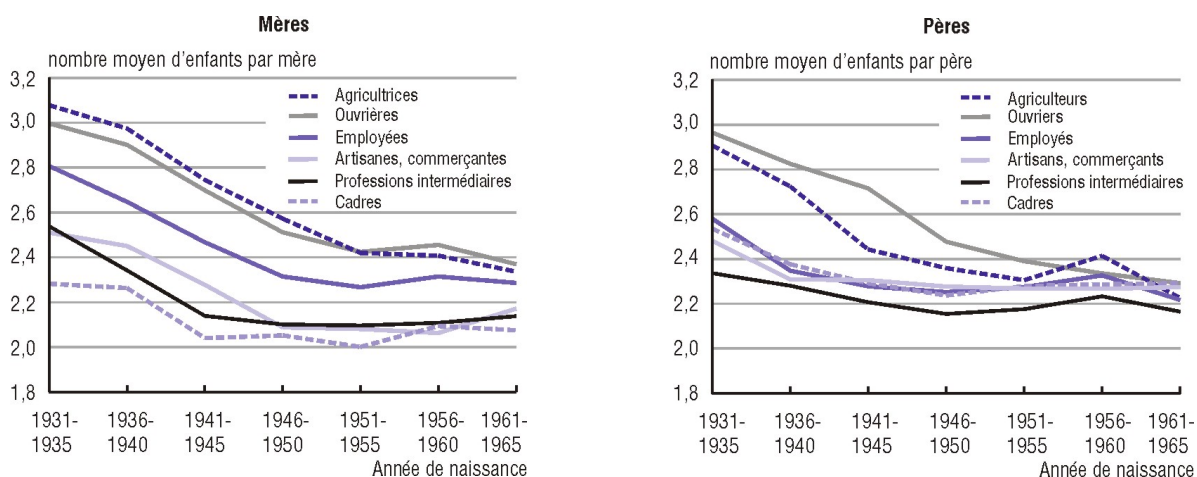 Mères
nombre moyen d'enfants par mère
3,2
3,0
2,8
2,6
2,4
2,2
2,0
1,8
Agricultrices
Ouvrières
Employées
Artisanes, commerçantes
Professions intermédiaires
Cadres
1931-
1935
1936-
1940
1941-
1945
1946-
1950
1951-
1955
1956-
1960
1961-
1965
Année de naissance
Pères
nombre moyen d'enfants par père
3,2
3,0
2,8
2,6
2,4
2,2
2,0
1,8
Agriculteurs
Ouvriers
Employés
Artisans, commerçants
Professions intermédiaires
Cadres
1931-
1935
1936-
1940
1941-
1945
1946-
1950
1951-
1955
1956-
1960
1961-
1965
Année de naissance